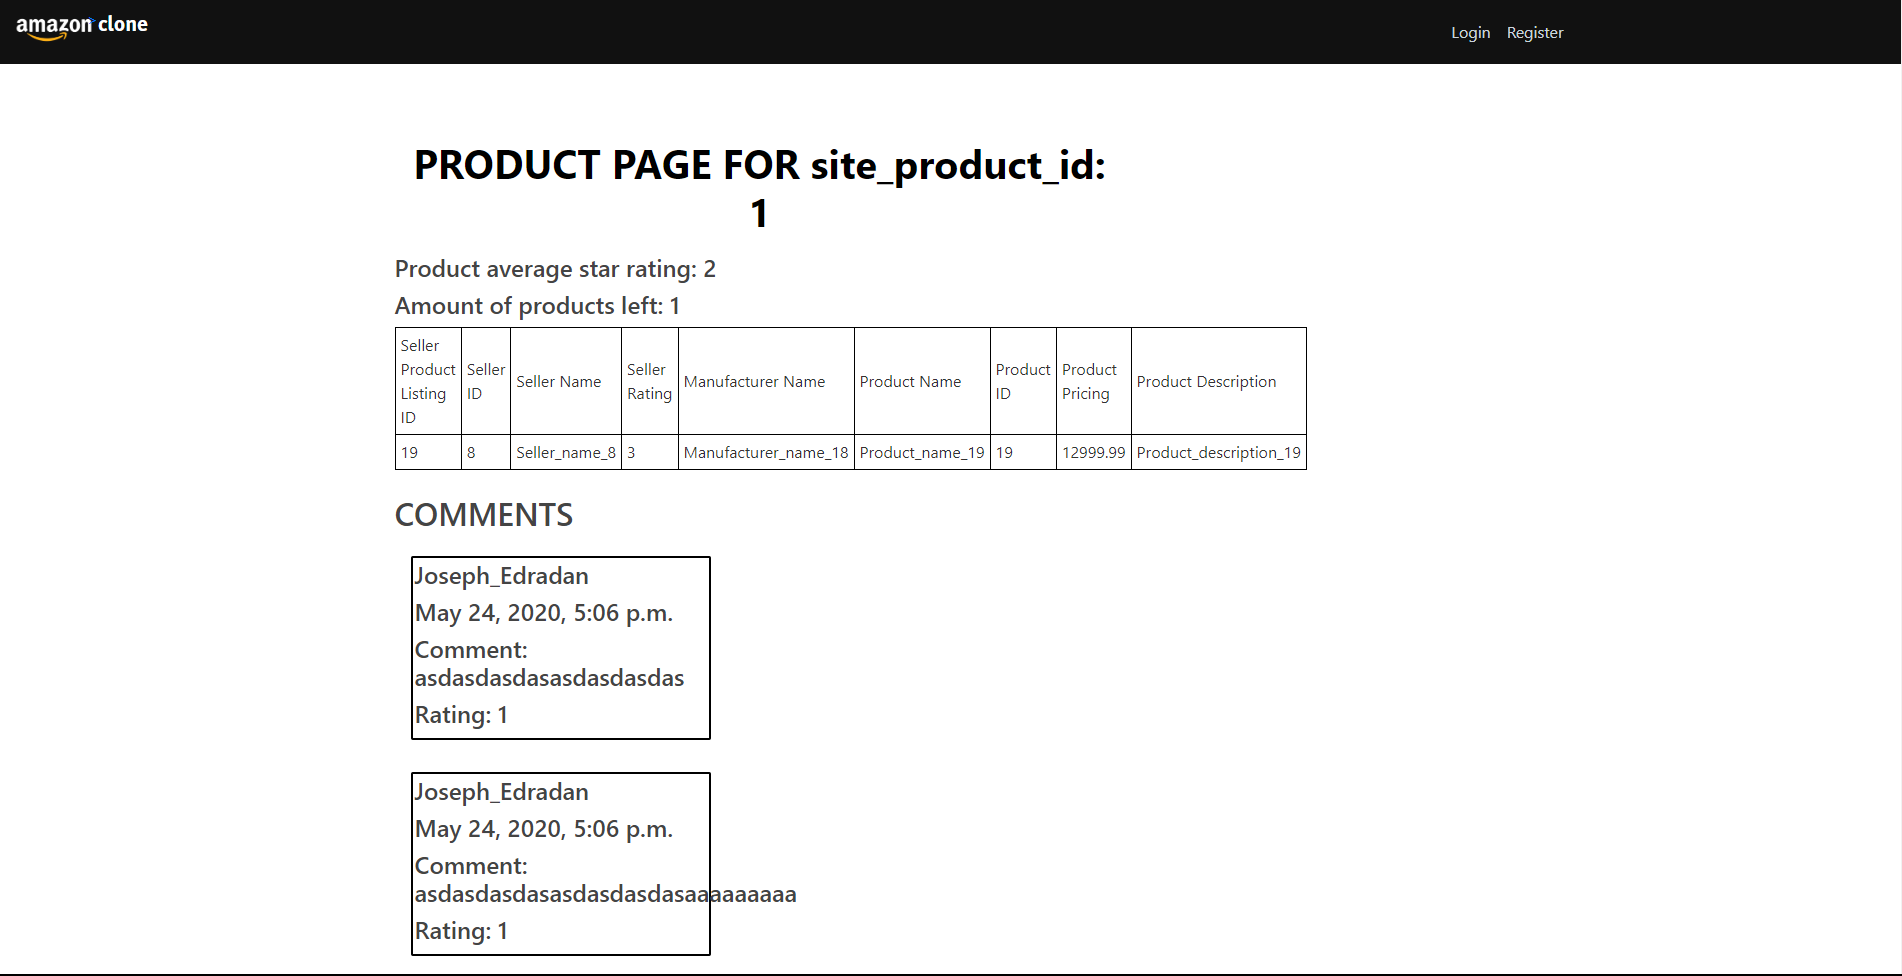 amazon clone
Login Register
PRODUCT PAGE FOR site_product_id:
1
Product average star rating: 2
Amount of products left: 1
Seller Product Listing ID Seller ID Seller Name Seller Rating Manufacturer Name Product Name Product ID Product Pricing Product Description
19 8 Seller_name_8 3 Manufacturer_name_18 Product_name_19 19 12999.99 Product_description_19
COMMENTS
Joseph_Edradan
May 24, 2020, 5:06 p.m.
Comment:
asdasdasdasasdasdasdas
Rating: 1
Joseph_Edradan
May 24, 2020, 5:06 p.m.
Comment:
asdasdasdasasdasdasdasaaaaaaaaa
Rating: 1